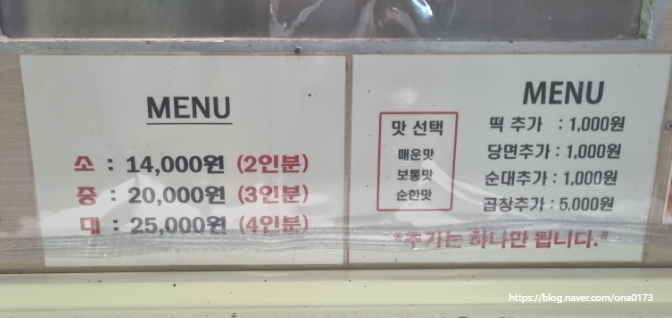 MENU
소 : 14,000원 (2인분)
중 : 20,000원 (3인분)
대 : 25,000원 (4인분)
MENU
맛 선택
매운맛
보통맛
순한맛
떡 추가 : 1,000원
당면추가 : 1,000원
순대추가 : 1,000원
곱창추가 : 5,000원
*추가는 하나만 됩니다.*
https://blog.naver.com/ona0173